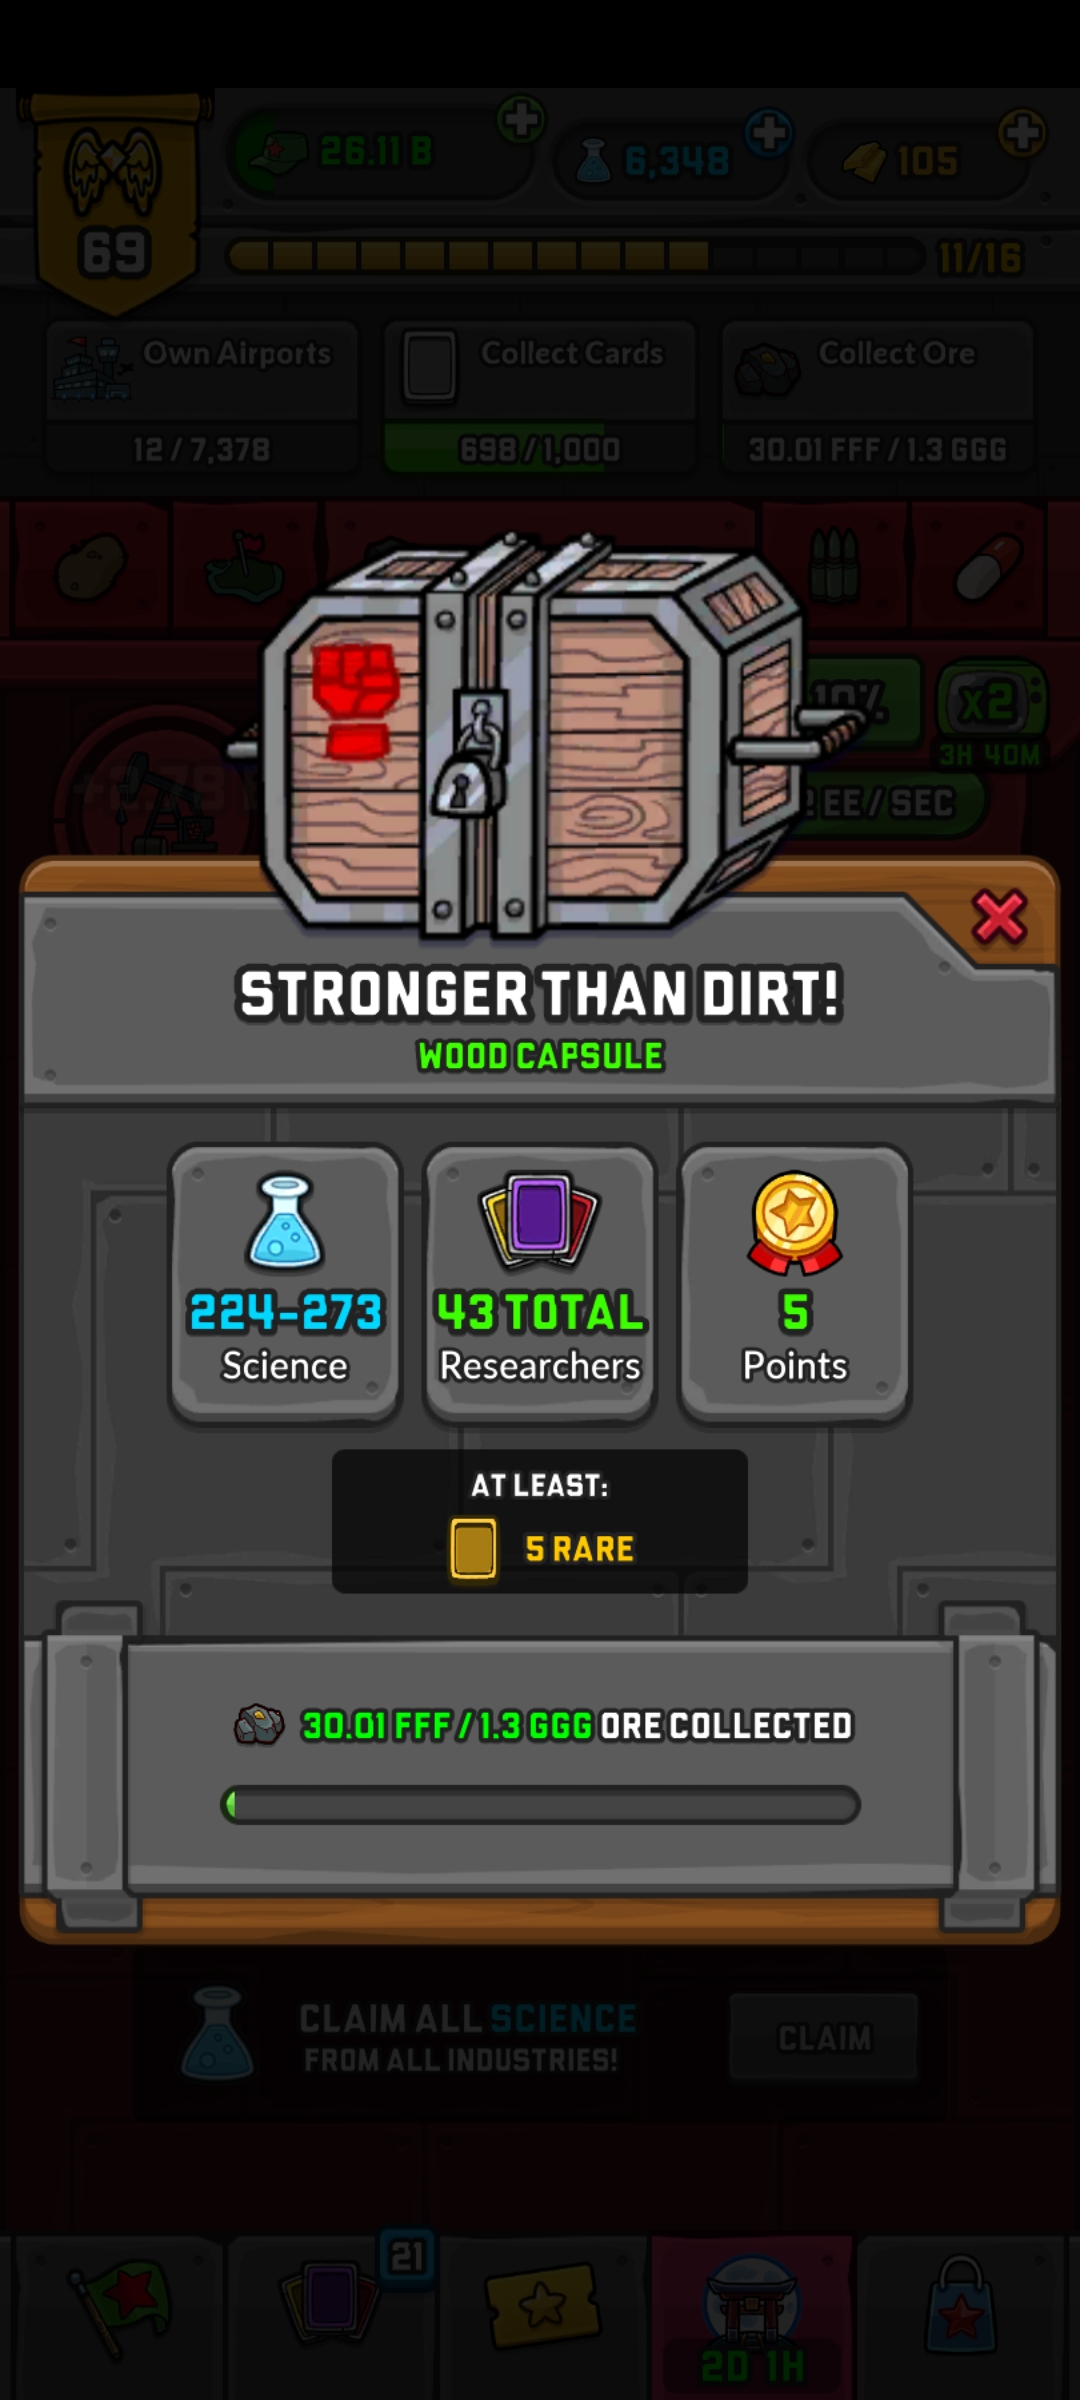 26.11 B
6,348
105
69
11/16
Own Airports
Collect Cards
Collect Ore
12 / 7,378
698 / 1,000
30.01 FFF / 1.3 GGG
10%
x2
3H 40M
EE / SEC
STRONGER THAN DIRT!
WOOD CAPSULE
224-273
Science
43 TOTAL
Researchers
5
Points
AT LEAST:
5 RARE
30.01 FFF / 1.3 GGG ORE COLLECTED
CLAIM ALL SCIENCE
FROM ALL INDUSTRIES!
CLAIM
21
2D 1H